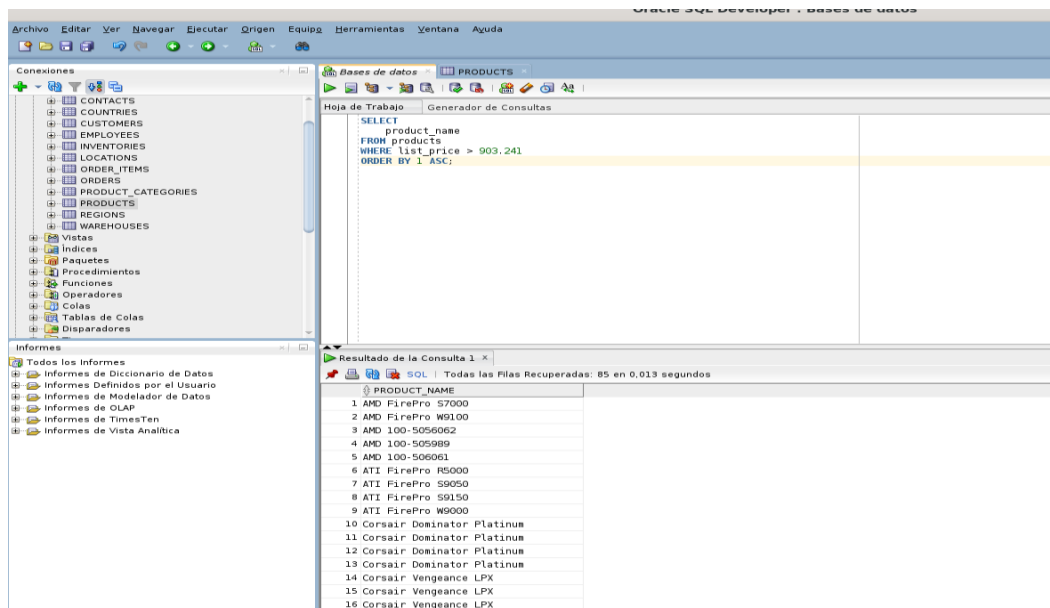 Oracle SQL Developer : Bases de datos
Archivo Editar Ver Navegar Ejecutar Origen Equipo Herramientas Ventana Ayuda
Conexiones
CONTACTS
COUNTRIES
CUSTOMERS
EMPLOYEES
INVENTORIES
LOCATIONS
ORDER_ITEMS
ORDERS
PRODUCT_CATEGORIES
PRODUCTS
REGIONS
WAREHOUSES
Vistas
Índices
Paquetes
Procedimientos
Funciones
Operadores
Colas
Tablas de Colas
Disparadores
Informes
Todos los Informes
Informes de Diccionario de Datos
Informes Definidos por el Usuario
Informes de Modelador de Datos
Informes de OLAP
Informes de TimesTen
Informes de Vista Analítica
Bases de datos PRODUCTS
Hoja de Trabajo Generador de Consultas
SELECT
product_name
FROM products
WHERE list_price > 903.241
ORDER BY 1 ASC;
Resultado de la Consulta 1
SQL | Todas las Filas Recuperadas: 85 en 0,013 segundos
PRODUCT_NAME
1 AMD FirePro S7000
2 AMD FirePro W9100
3 AMD 100-5056062
4 AMD 100-505989
5 AMD 100-506061
6 ATI FirePro R5000
7 ATI FirePro S9050
8 ATI FirePro S9150
9 ATI FirePro W9000
10 Corsair Dominator Platinum
11 Corsair Dominator Platinum
12 Corsair Dominator Platinum
13 Corsair Dominator Platinum
14 Corsair Vengeance LPX
15 Corsair Vengeance LPX
16 Corsair Vengeance LPX